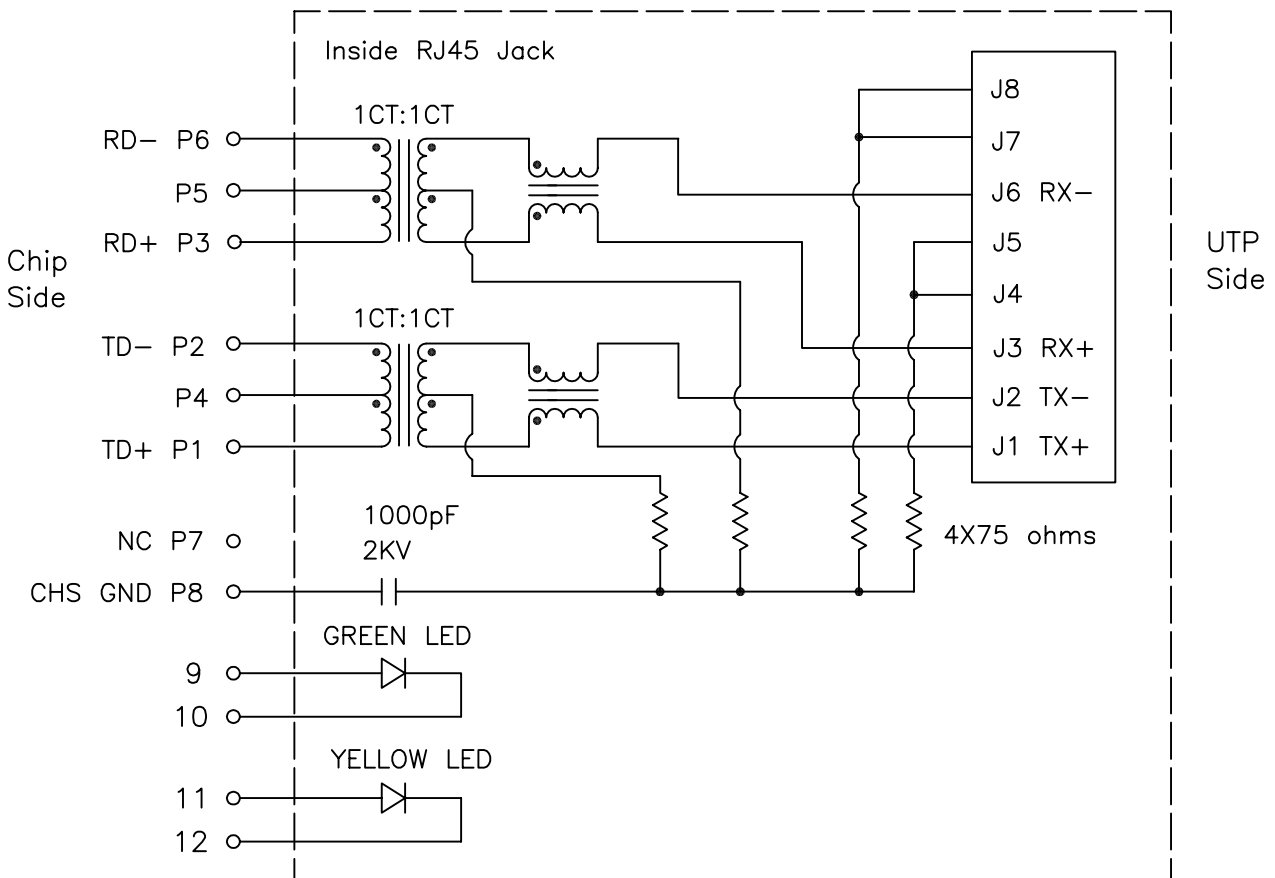 Inside RJ45 Jack
1CT:1CT
RD- P6
P5
RD+ P3
Chip
Side
1CT:1CT
TD- P2
P4
TD+ P1
NC P7
1000pF
2KV
CHS GND P8
GREEN LED
9
10
YELLOW LED
11
12
J8
J7
J6 RX-
J5
J4
J3 RX+
J2 TX-
J1 TX+
4X75 ohms
UTP
Side